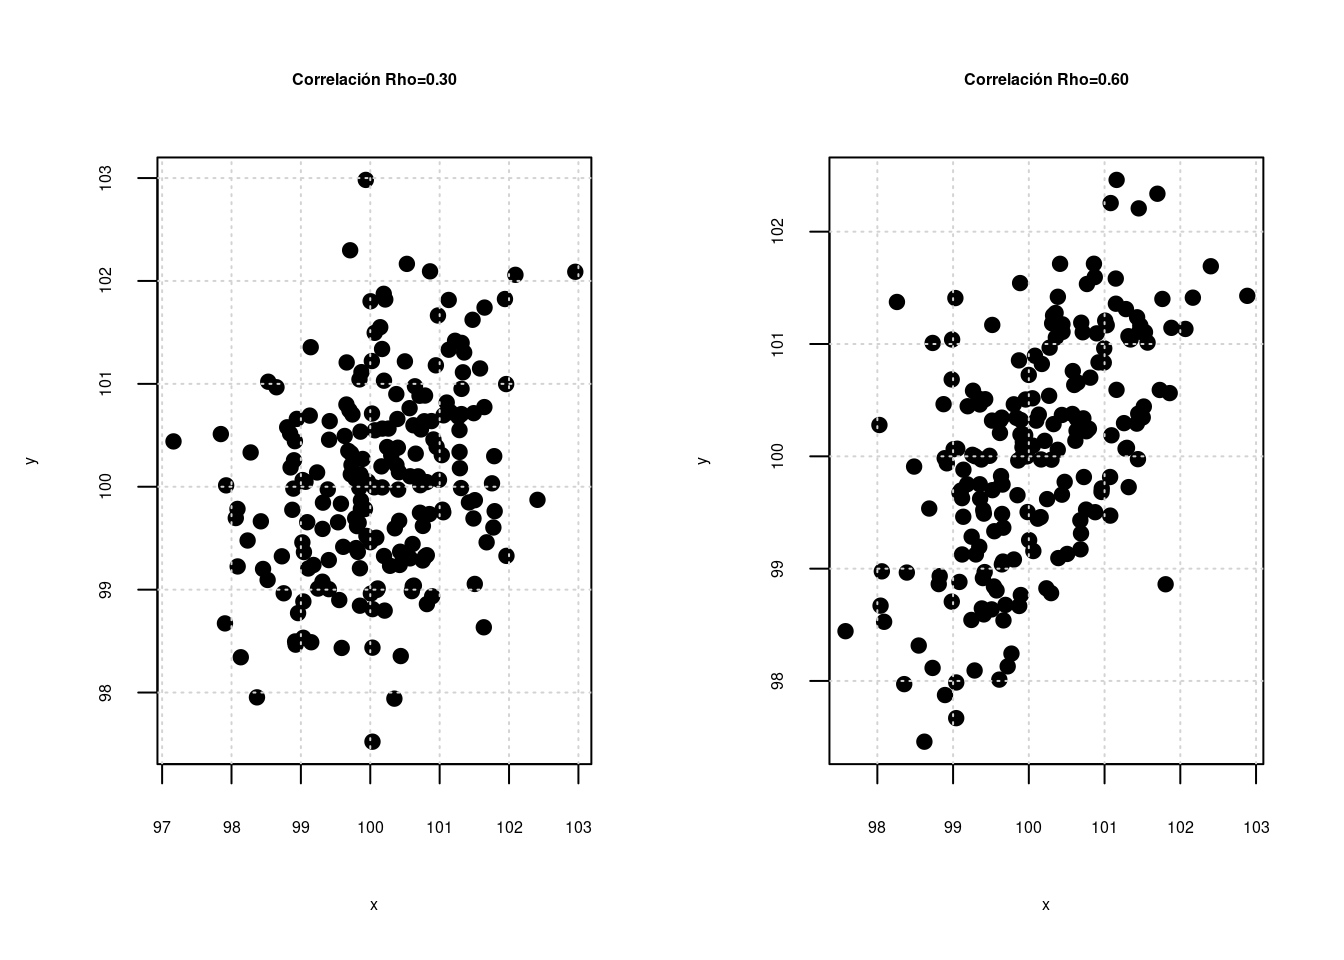 Correlación Rho=0.30
103
102
101
100
99
98
y
97 98 99 100 101 102 103
x
Correlación Rho=0.60
102
101
100
99
98
y
98 99 100 101 102 103
x